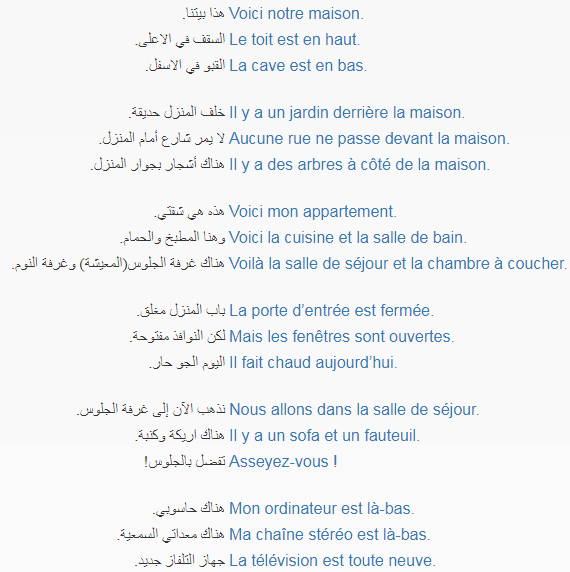 هذا بيتنا. Voici notre maison.
السقف في الاعلى. Le toit est en haut.
القبو في الاسفل. La cave est en bas.
خلف المنزل حديقة. Il y a un jardin derrière la maison.
لا يمر شارع أمام المنزل. Aucune rue ne passe devant la maison.
هناك أشجار بجوار المنزل. Il y a des arbres à côté de la maison.
هذه هي شقتي. Voici mon appartement.
وهنا المطبخ والحمام. Voici la cuisine et la salle de bain.
هناك غرفة الجلوس(المعيشة) وغرفة النوم. Voilà la salle de séjour et la chambre à coucher.
باب المنزل مغلق. La porte d’entrée est fermée.
لكن النوافذ مفتوحة. Mais les fenêtres sont ouvertes.
اليوم الجو حار. Il fait chaud aujourd’hui.
نذهب الآن إلى غرفة الجلوس. Nous allons dans la salle de séjour.
هناك اريكة وكنبة. Il y a un sofa et un fauteuil.
تفضل بالجلوس! Asseyez-vous !
هناك حاسوبي. Mon ordinateur est là-bas.
هناك معداتي السمعية. Ma chaîne stéréo est là-bas.
جهاز التلفاز جديد. La télévision est toute neuve.